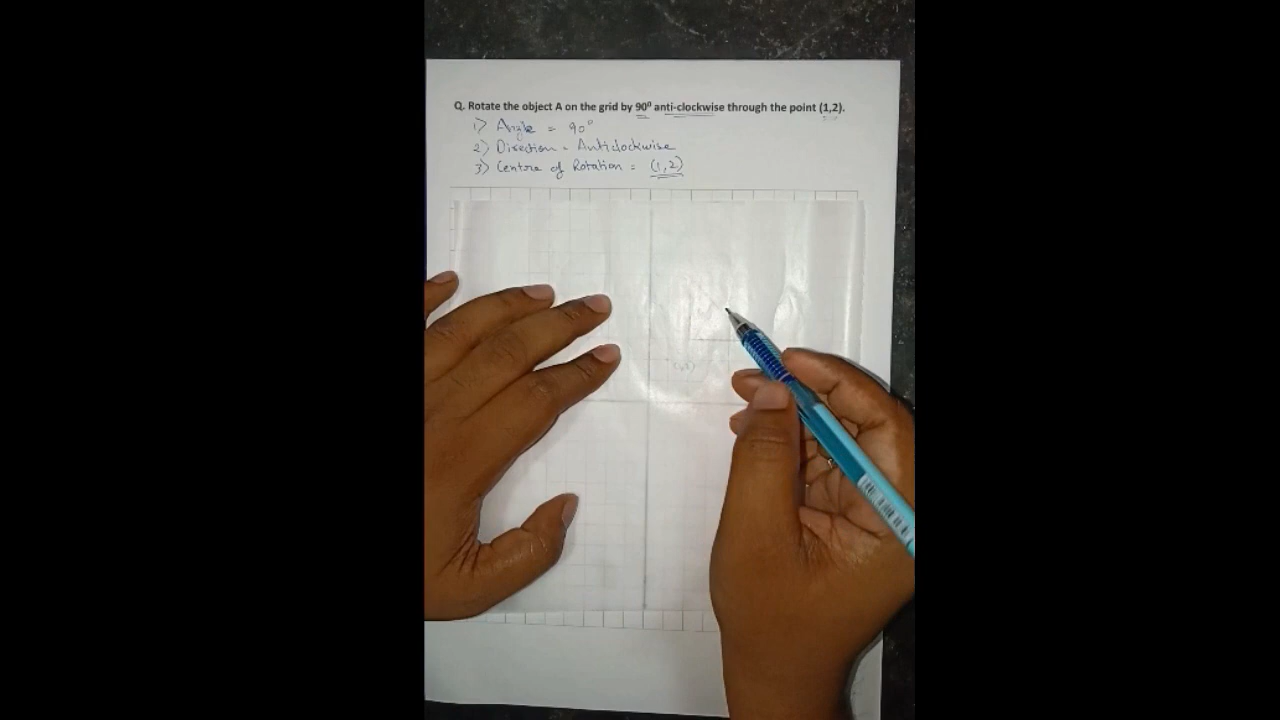 Q. Rotate the object A on the grid by 90⁰ anti-clockwise through the point (1,2).
1) Angle = 90°
2) Direction = Anticlockwise
3) Centre of Rotation = (1,2)